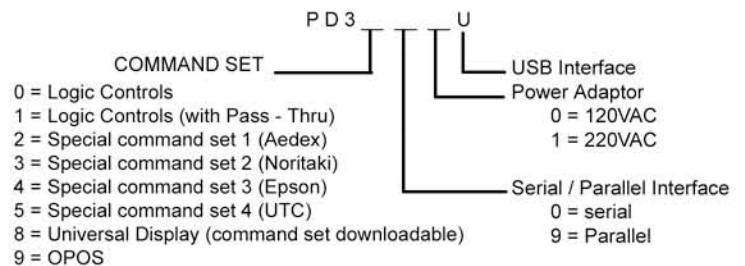 P D 3 _ _ _ U
COMMAND SET
0 = Logic Controls
1 = Logic Controls (with Pass - Thru)
2 = Special command set 1 (Aedex)
3 = Special command set 2 (Noritaki)
4 = Special command set 3 (Epson)
5 = Special command set 4 (UTC)
8 = Universal Display (command set downloadable)
9 = OPOS
USB Interface
Power Adaptor
0 = 120VAC
1 = 220VAC
Serial / Parallel Interface
0 = serial
9 = Parallel